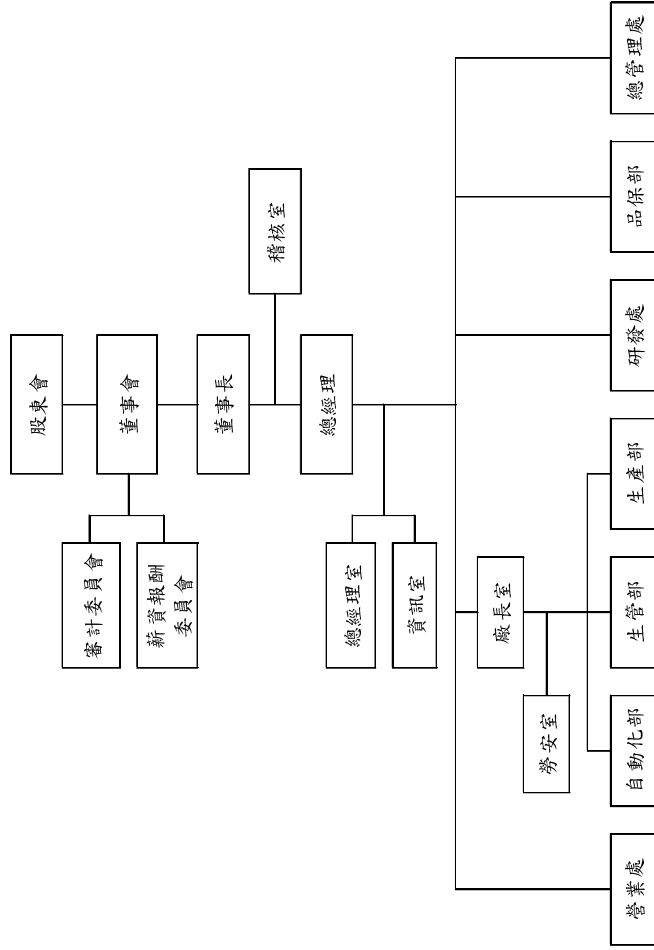 股東會
董事會
審計委員會
薪資報酬
委員會
董事長
稽核室
總經理
總經理室
資訊室
營業處
廠長室
勞安室
自動化部
生管部
生產部
研發處
品保部
總管理處